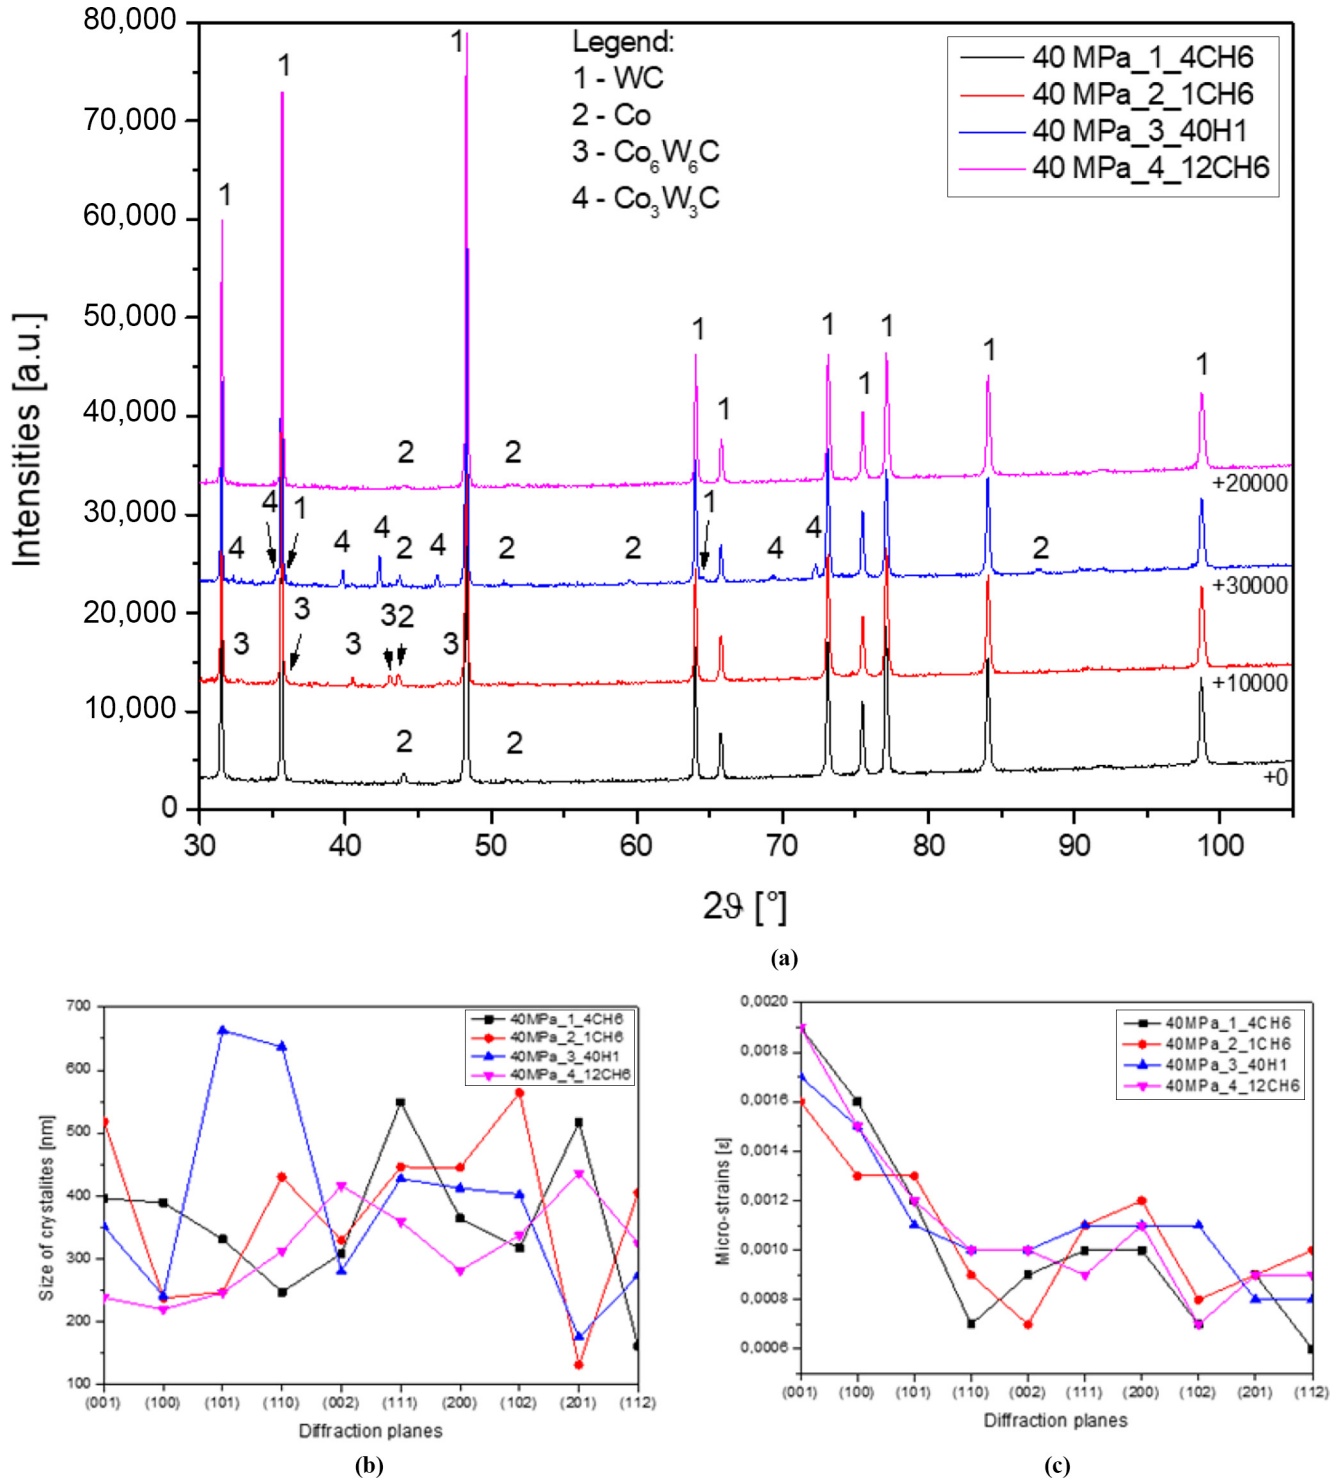 80,000
70,000
60,000
50,000
40,000
30,000
20,000
10,000
0
Intensities [a.u.]
Legend:
1 - WC
2 - Co
3 - Co6W6C
4 - Co3W3C
40 MPa_1_4CH6
40 MPa_2_1CH6
40 MPa_3_40H1
40 MPa_4_12CH6
1 1 1 2 2 1 1 1 1 1 1 1
+20000
4 4 1 4 4 2 4 2 2 1 4 4 2
+30000
3 3 3 3 2 3
+10000
2 2
+0
30 40 50 60 70 80 90 100
2ϑ [°]
(a)
700
600
500
400
300
200
100
Size of crystalites [nm]
40MPa_1_4CH6
40MPa_2_1CH6
40MPa_3_40H1
40MPa_4_12CH6
(001) (100) (101) (110) (002) (111) (200) (102) (201) (112)
Diffraction planes
(b)
0,0020
0,0018
0,0016
0,0014
0,0012
0,0010
0,0008
0,0006
Micro-strains [ε]
40MPa_1_4CH6
40MPa_2_1CH6
40MPa_3_40H1
40MPa_4_12CH6
(001) (100) (101) (110) (002) (111) (200) (102) (201) (112)
Diffraction planes
(c)